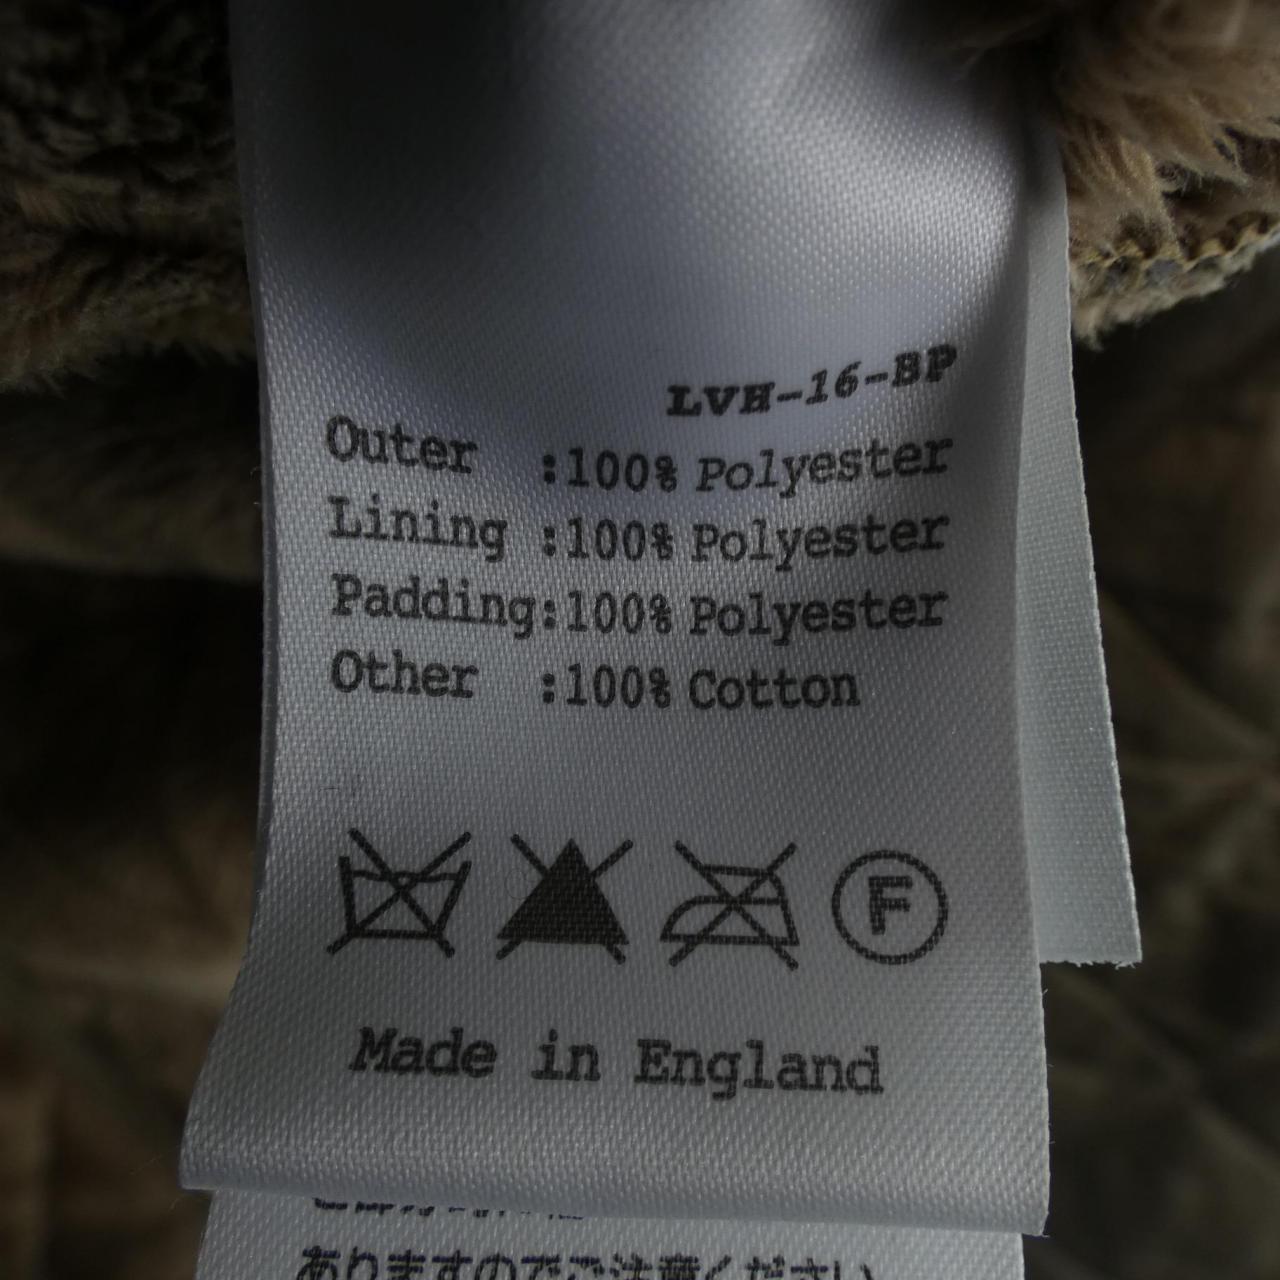 LVH-16-BP
Outer :100% Polyester
Lining :100% Polyester
Padding:100% Polyester
Other :100% Cotton
F
Made in England
ありますのでご注意ください